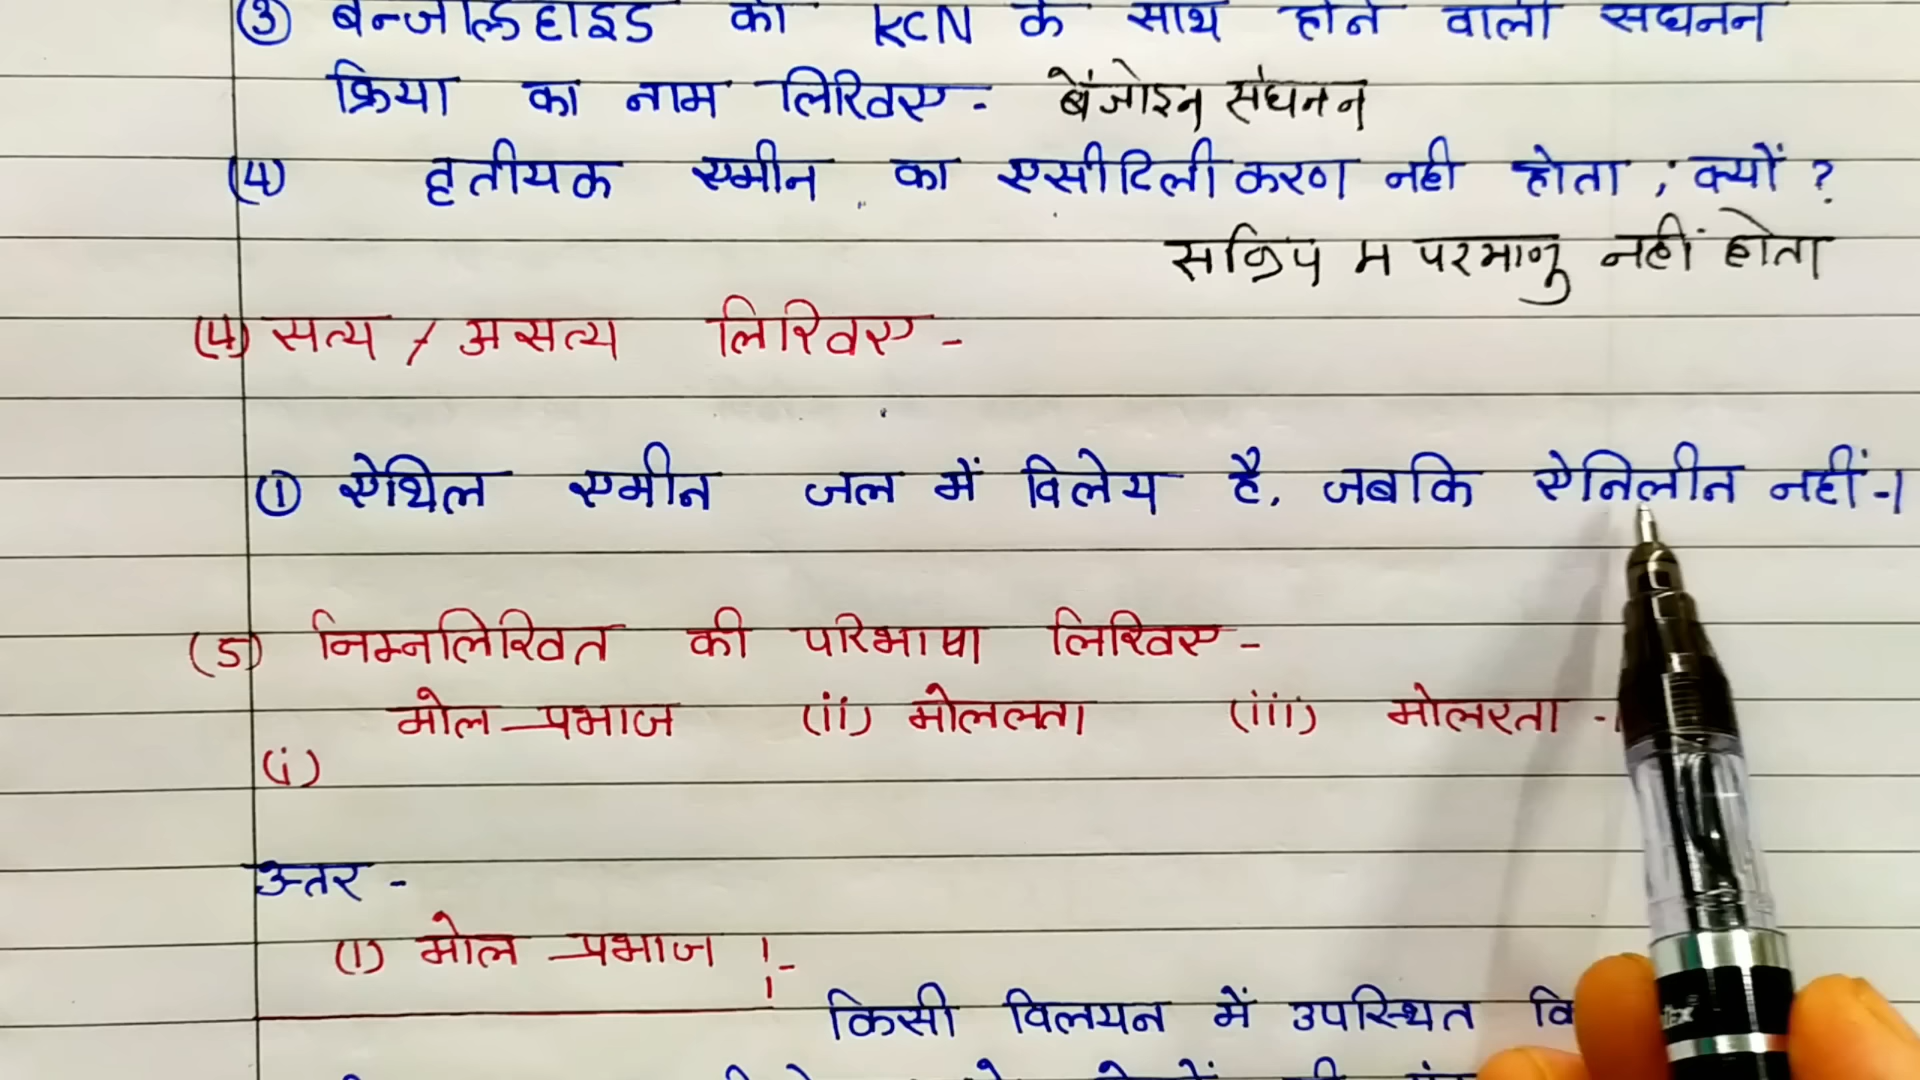 ③ बेन्जाल्डिहाइड की KCN के साथ होने वाली संघनन
क्रिया का नाम लिखिए - बेंजोइन संघनन
(4) तृतीयक एमीन का एसीटिलीकरण नही होता, क्यों ?
सक्रिय H परमाणु नहीं होता
(4) सत्य / असत्य लिखिए -
① ऐथिल एमीन जल में विलेय है, जबकि ऐनिलीन नहीं -।
(5) निम्नलिखित की परिभाषा लिखिए -
(i) मोल प्रभाज (ii) मोललता (iii) मोलरता -।
उत्तर -
(1) मोल प्रभाज :-
किसी विलयन में उपस्थित